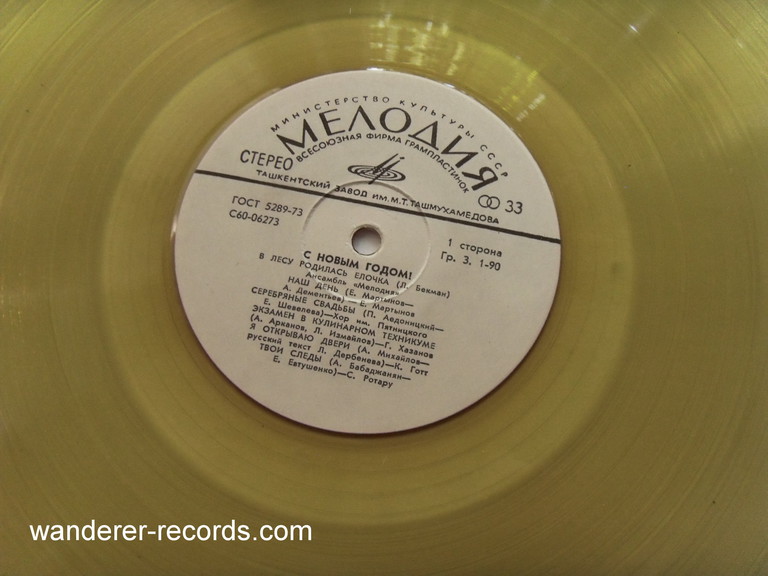 МИНИСТЕРСТВО КУЛЬТУРЫ СССР
МЕЛОДИЯ
ВСЕСОЮЗНАЯ ФИРМА ГРАМПЛАСТИНОК
СТЕРЕО
33
ТАШКЕНТСКИЙ ЗАВОД ИМ. М.Т. ТАШМУХАМЕДОВА
ГОСТ 5289-73
С60-06273
1 сторона
Гр. 3. 1-90
С НОВЫМ ГОДОМ!
В ЛЕСУ РОДИЛАСЬ ЕЛОЧКА (Л. Бекман)
Ансамбль «Мелодия»
НАШ ДЕНЬ (Е. Мартынов—
А. Дементьев)—Е. Мартынов
СЕРЕБРЯНЫЕ СВАДЬБЫ (П. Аедоницкий—
Е. Шевелева)—Хор им. Пятницкого
ЭКЗАМЕН В КУЛИНАРНОМ ТЕХНИКУМЕ
(А. Арканов, Л. Измайлов)—Г. Хазанов
Я ОТКРЫВАЮ ДВЕРИ (А. Михайлов—
русский текст Л. Дербенева)—К. Готт
ТВОИ СЛЕДЫ (А. Бабаджанян—
Е. Евтушенко)—С. Ротару
wanderer-records.com